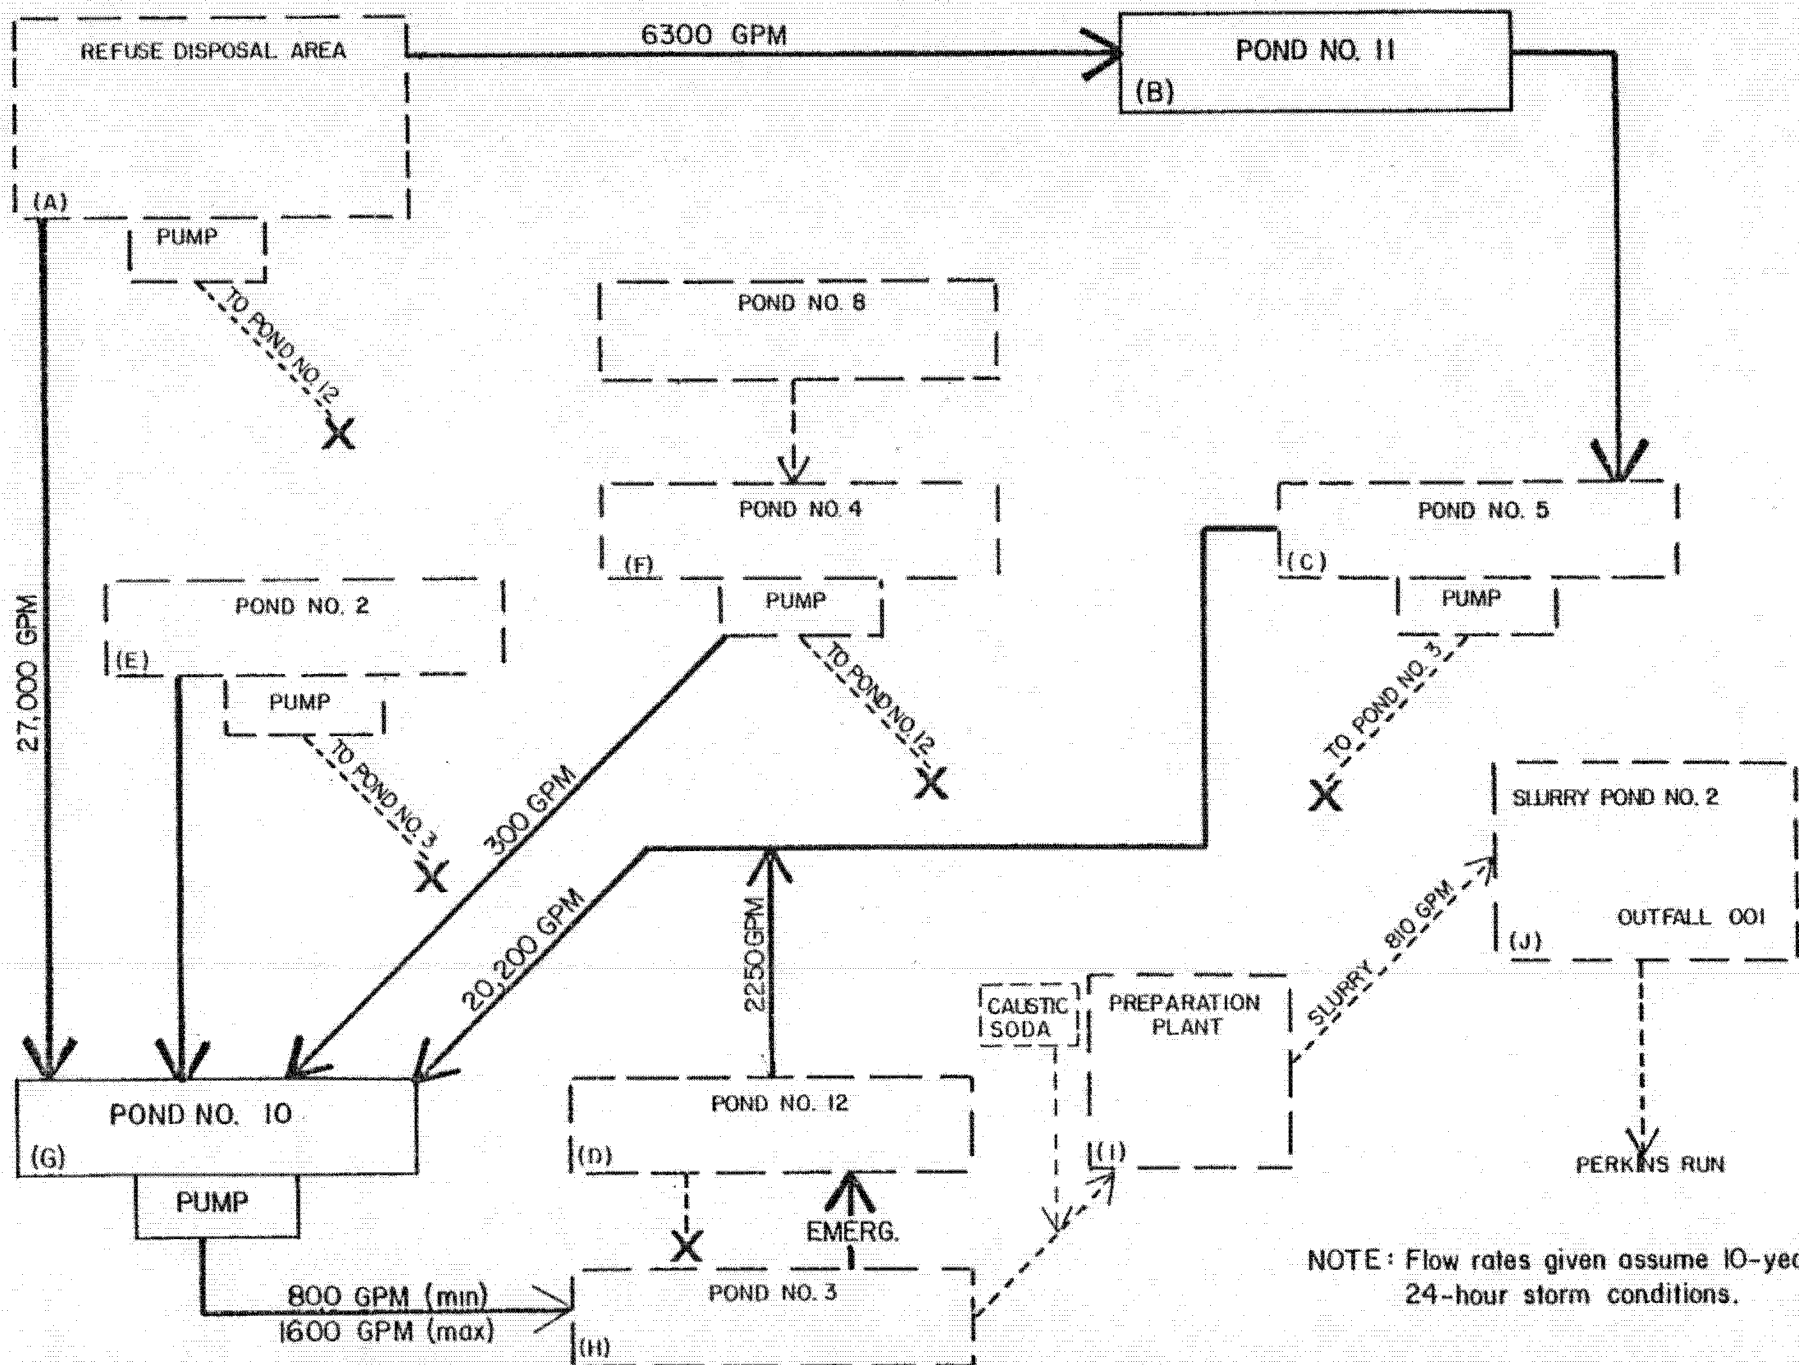 REFUSE DISPOSAL AREA
(A)
PUMP
TO POND NO. 12
6300 GPM
POND NO. 11
(B)
POND NO. 8
POND NO. 4
(F)
PUMP
TO POND NO. 12
POND NO. 5
(C)
PUMP
TO POND NO. 3
27,000 GPM
POND NO. 2
(E)
PUMP
TO POND NO. 3
300 GPM
20,200 GPM
2250 GPM
SLURRY POND NO. 2
OUTFALL 001
(J)
SLURRY 810 GPM
CAUSTIC
SODA
PREPARATION
PLANT
(I)
PERKINS RUN
POND NO. 10
(G)
PUMP
POND NO. 12
(D)
EMERG.
800 GPM (min)
1600 GPM (max)
POND NO. 3
(H)
NOTE: Flow rates given assume 10-yea
24-hour storm conditions.